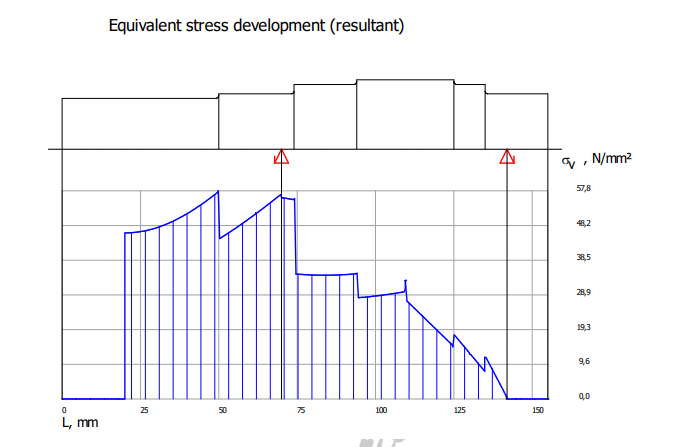 Equivalent stress development (resultant)
σv , N/mm²
57,8
48,2
38,5
28,9
19,3
9,6
0,0
0 25 50 75 100 125 150
L, mm